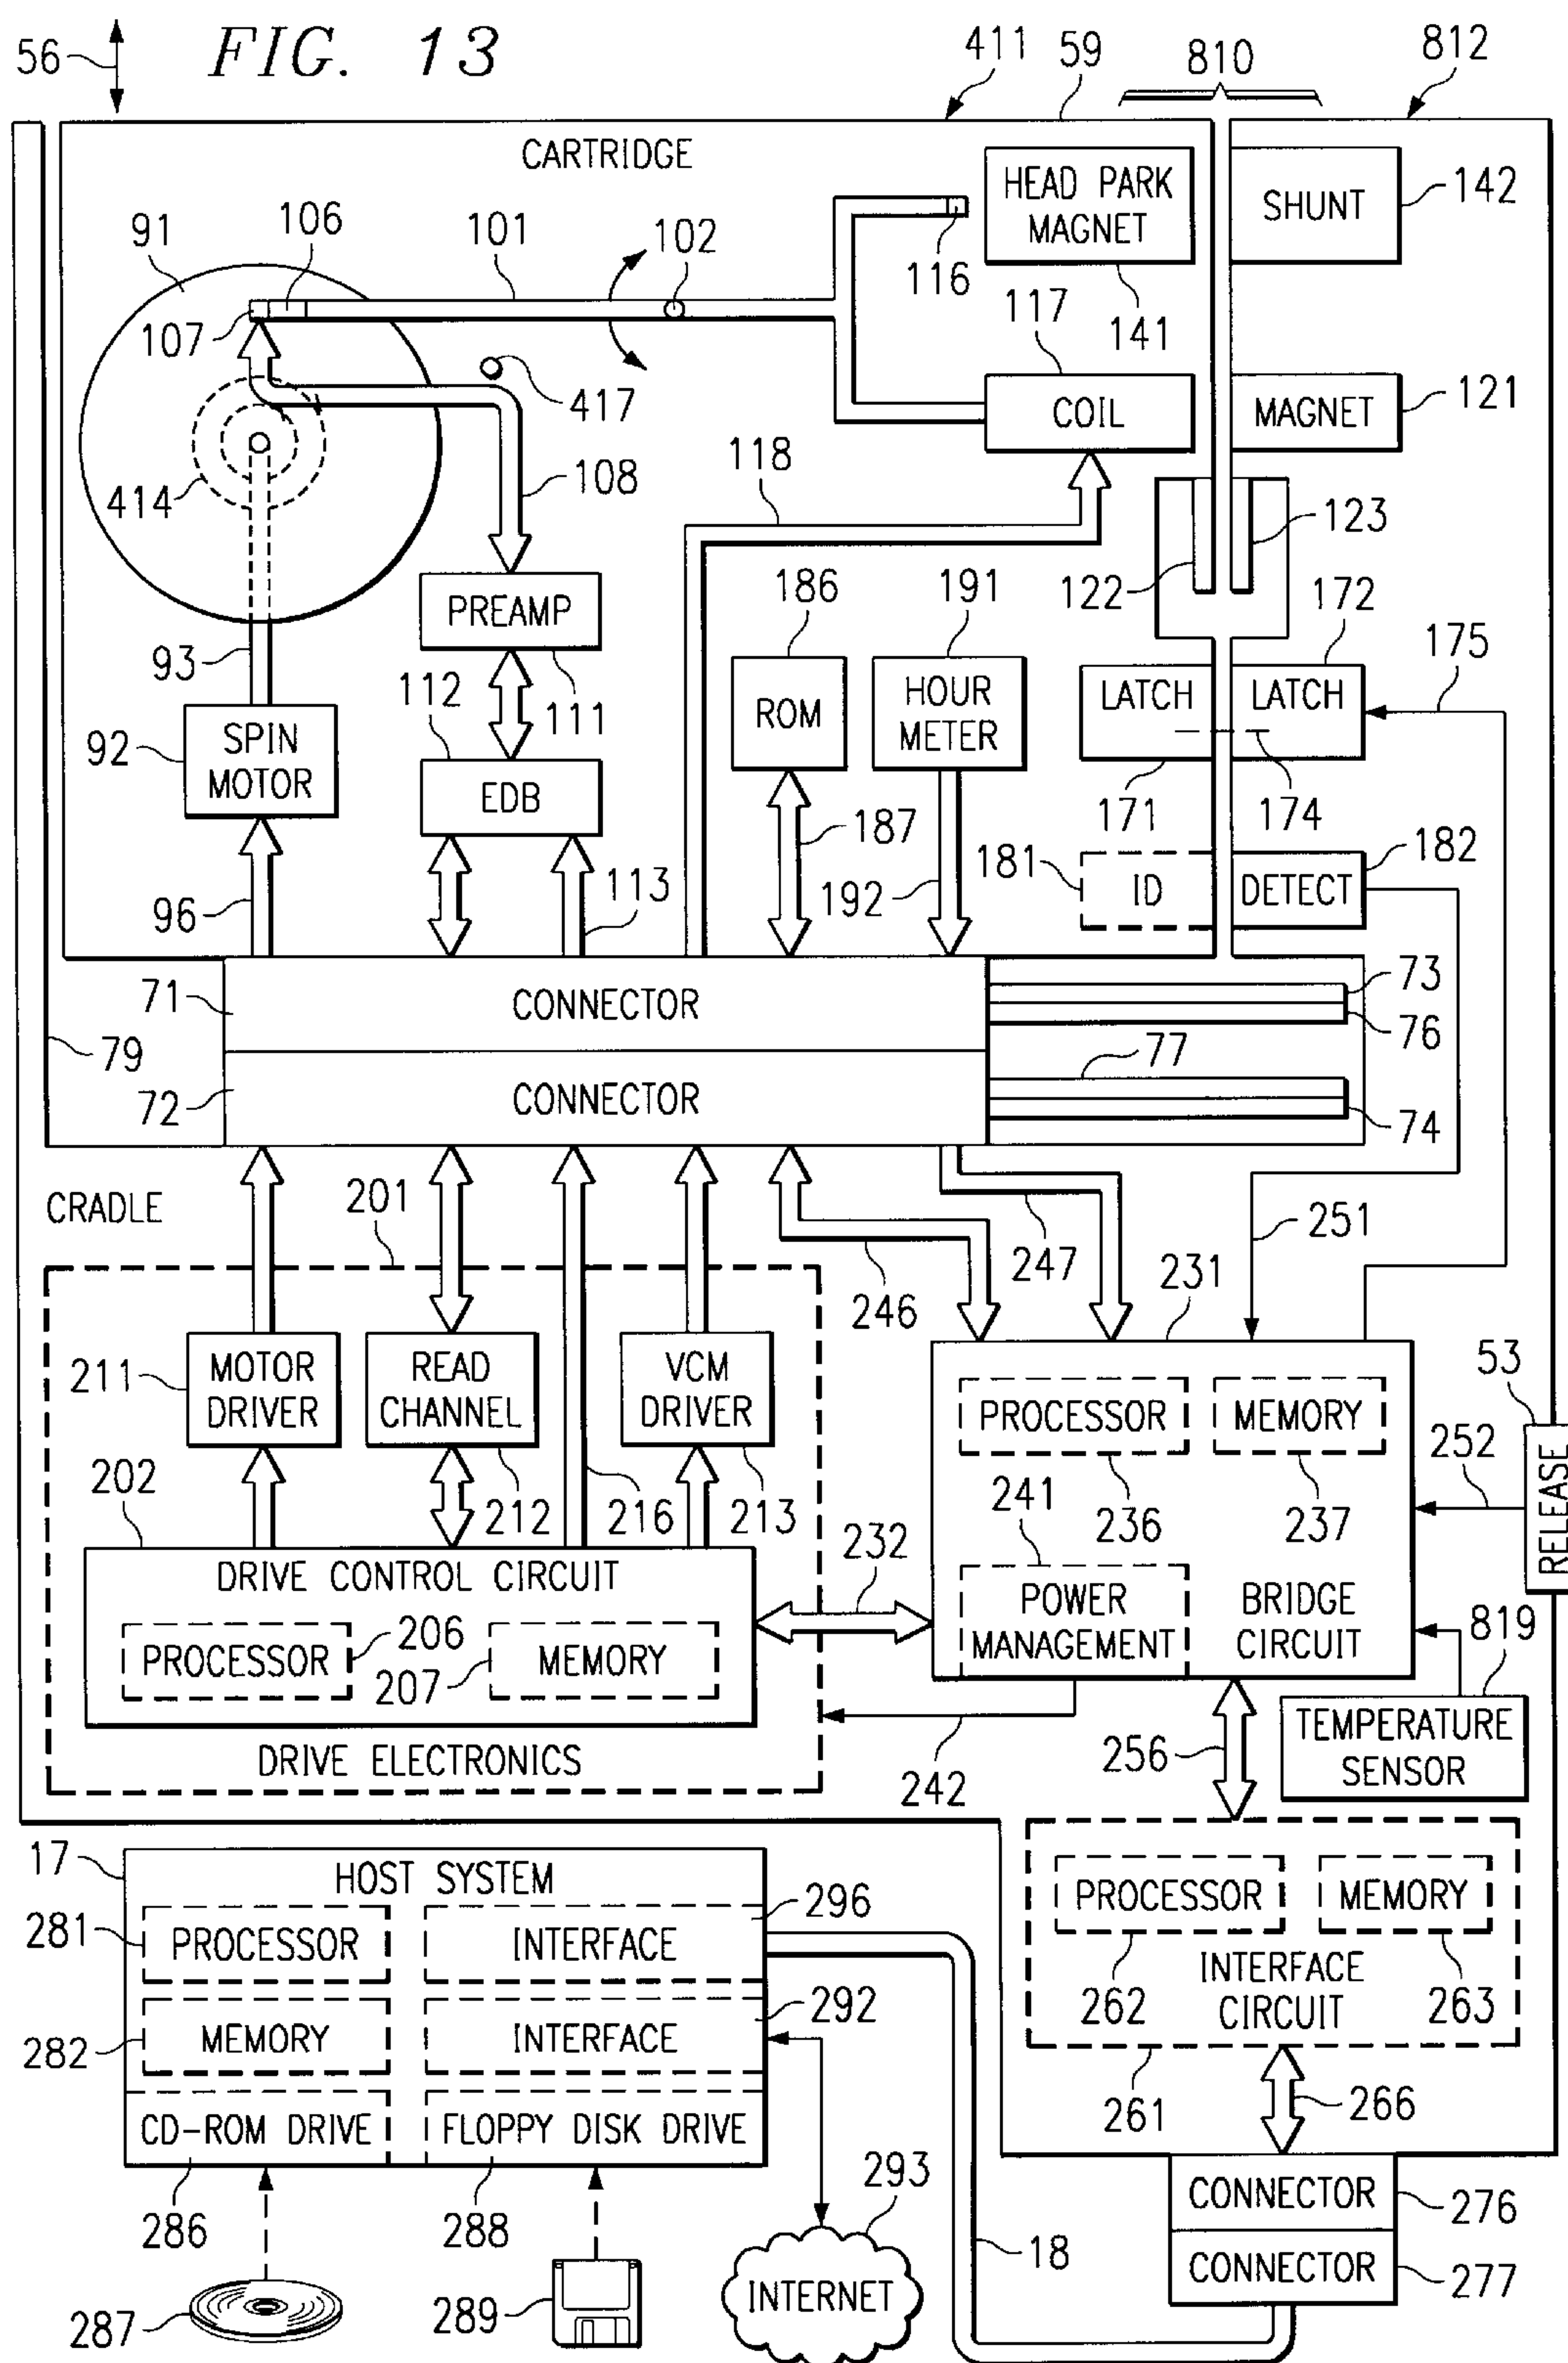 FIG. 13
56
411
59
810
812
CARTRIDGE
HEAD PARK
MAGNET
SHUNT
142
91
106
101
102
116
107
117
141
417
COIL
MAGNET
121
118
414
108
123
122
186
191
172
PREAMP
175
93
112
111
ROM
HOUR
METER
LATCH
LATCH
92
SPIN
MOTOR
EDB
171
174
187
181
182
ID
DETECT
96
113
192
71
CONNECTOR
73
76
79
77
72
CONNECTOR
74
CRADLE
201
251
247
231
246
211
MOTOR
DRIVER
READ
CHANNEL
VCM
DRIVER
53
PROCESSOR
MEMORY
252
RELEASE
202
212
216
213
241
236
237
232
DRIVE CONTROL CIRCUIT
POWER
MANAGEMENT
BRIDGE
CIRCUIT
819
PROCESSOR
206
207
MEMORY
DRIVE ELECTRONICS
242
256
TEMPERATURE
SENSOR
17
HOST SYSTEM
296
PROCESSOR
MEMORY
281
PROCESSOR
INTERFACE
INTERFACE
CIRCUIT
262
263
292
282
MEMORY
INTERFACE
261
266
CD-ROM DRIVE
FLOPPY DISK DRIVE
293
CONNECTOR
276
286
288
18
CONNECTOR
277
287
289
INTERNET